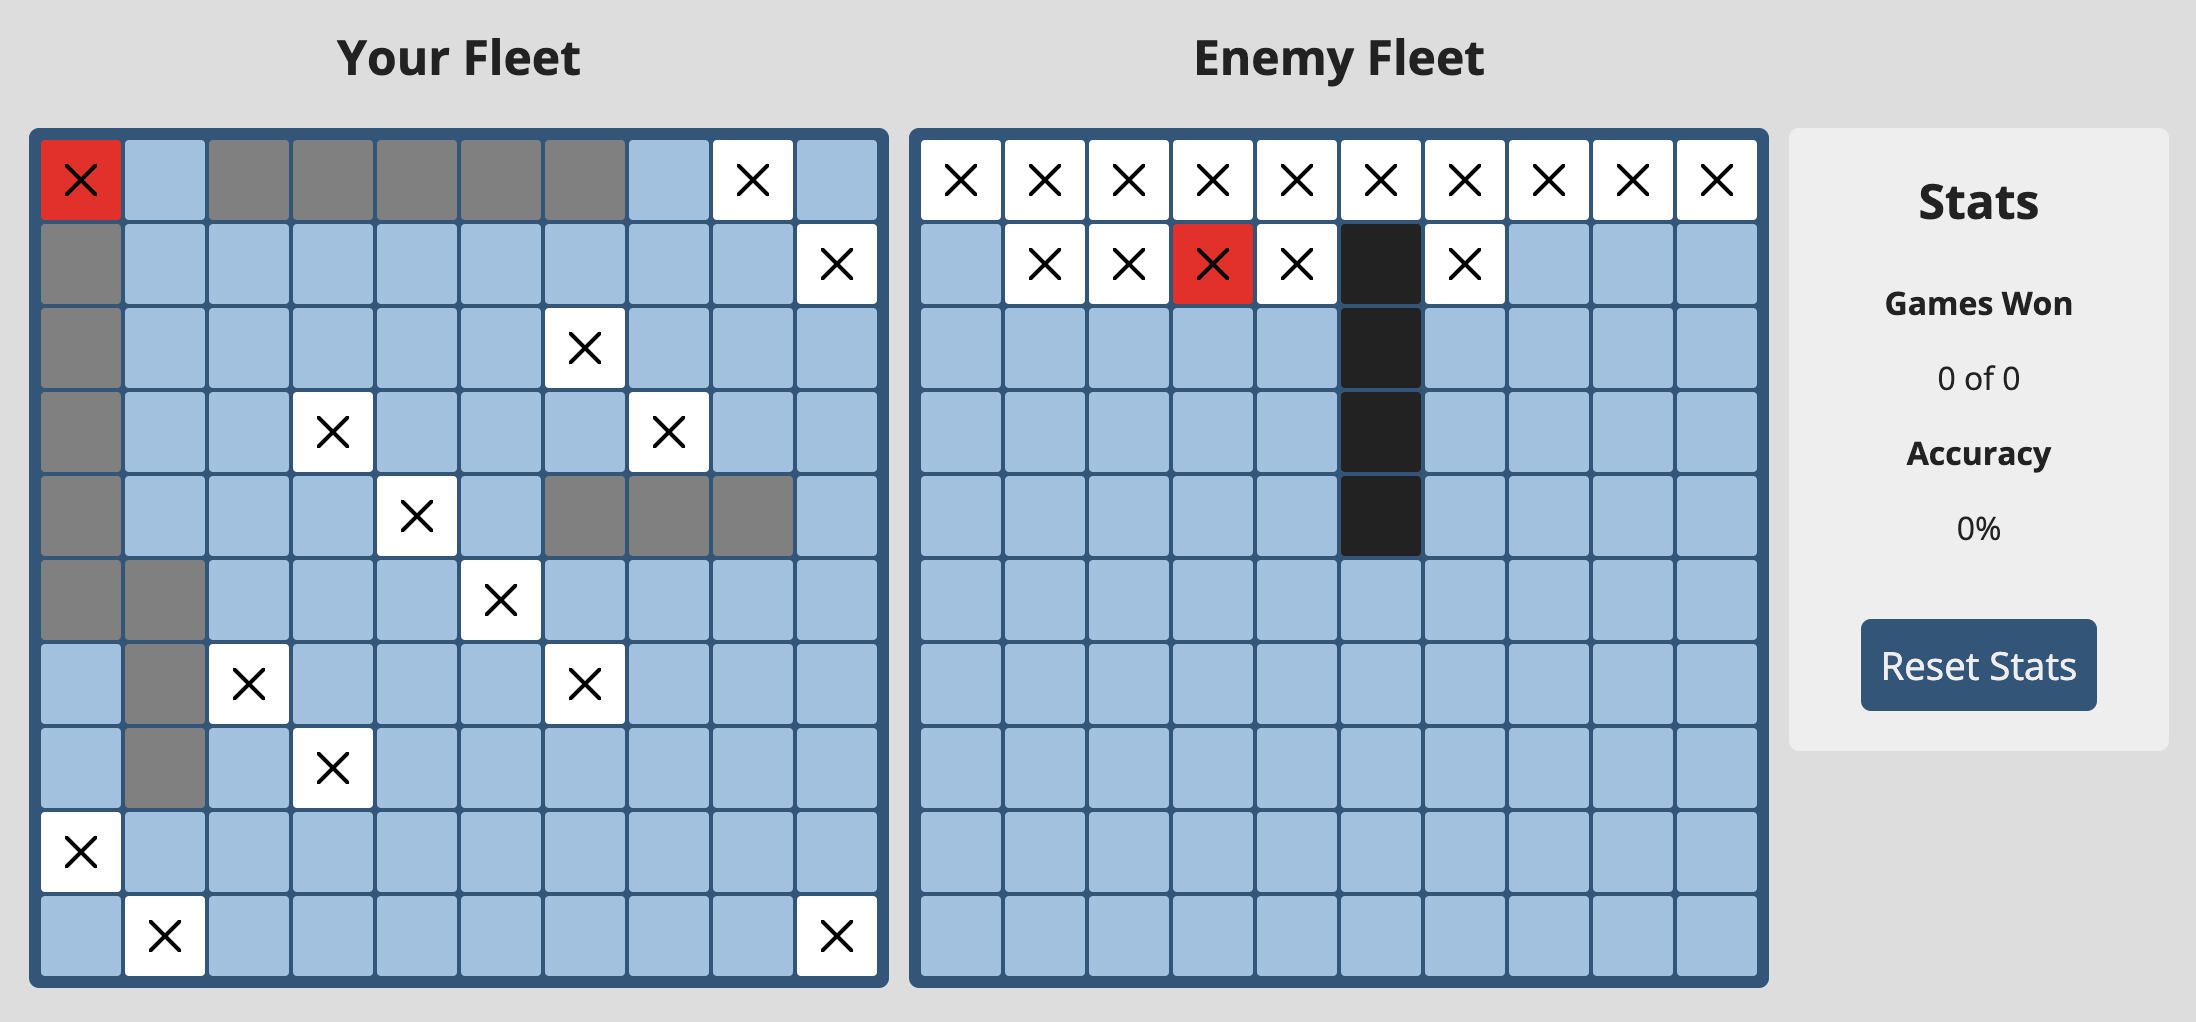 Your Fleet
Enemy Fleet
Stats
Games Won
0 of 0
Accuracy
0%
Reset Stats